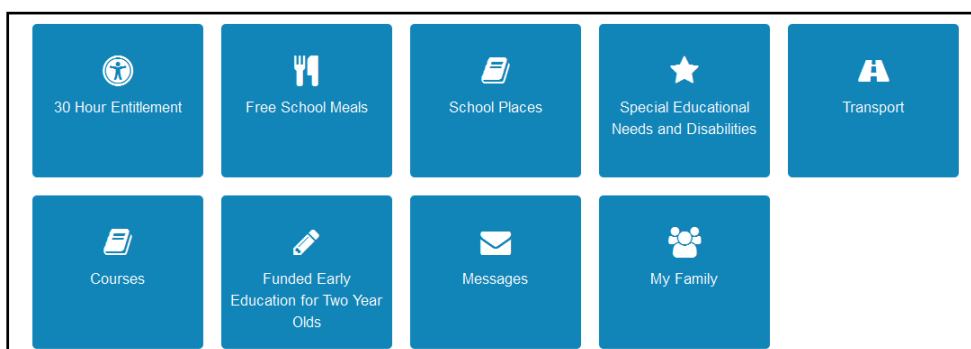 30 Hour Entitlement
Free School Meals
School Places
Special Educational
Needs and Disabilities
Transport
Courses
Funded Early
Education for Two Year
Olds
Messages
My Family